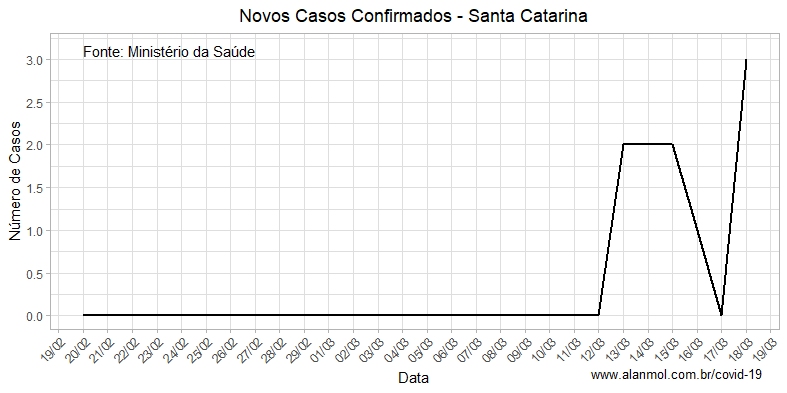 Novos Casos Confirmados - Santa Catarina
Fonte: Ministério da Saúde
Número de Casos
3.0
2.5
2.0
1.5
1.0
0.5
0.0
19/02 20/02 21/02 22/02 23/02 24/02 25/02 26/02 27/02 28/02 29/02 01/03 02/03 03/03 04/03 05/03 06/03 07/03 08/03 09/03 10/03 11/03 12/03 13/03 14/03 15/03 16/03 17/03 18/03 19/03
Data
www.alanmol.com.br/covid-19